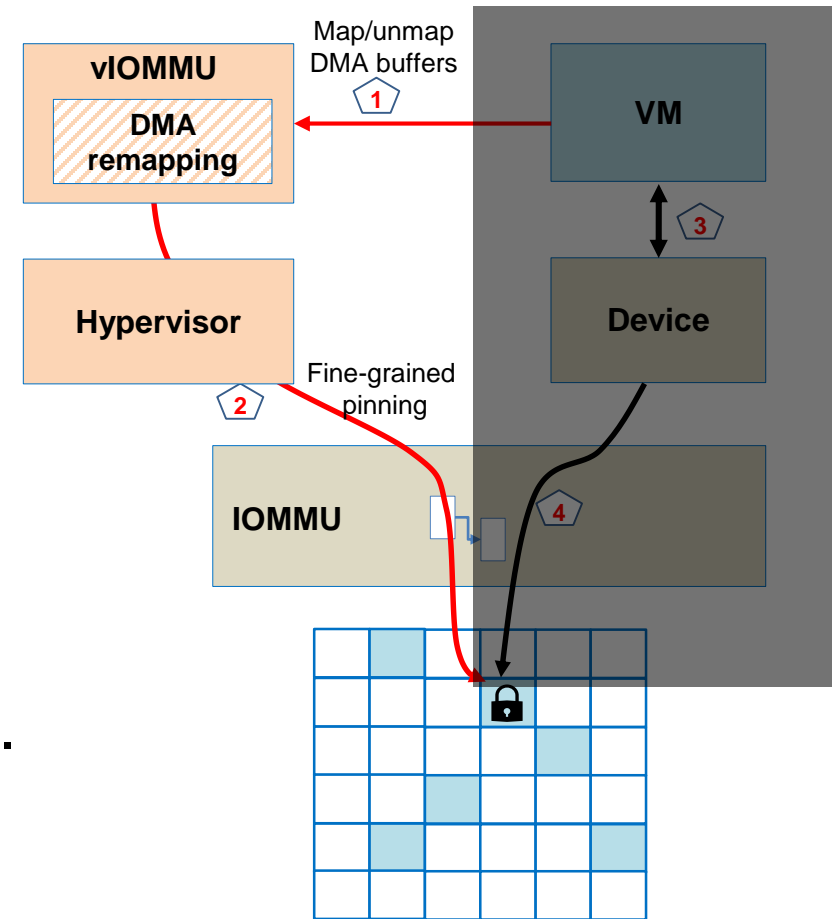 Map/unmap
DMA buffers
1
vIOMMU
DMA
remapping
VM
3
Hypervisor
Device
2
Fine-grained
pinning
IOMMU
4